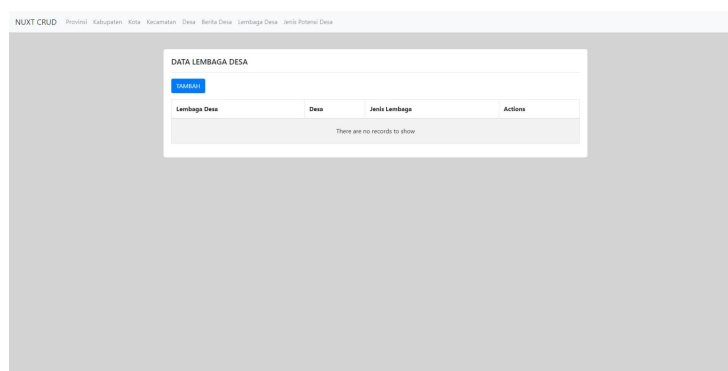 NUXT CRUD Provinsi Kabupaten Kota Kecamatan Desa Berita Desa Lembaga Desa Jenis Potensi Desa
DATA LEMBAGA DESA
TAMBAH
Lembaga Desa Desa Jenis Lembaga Actions
There are no records to show